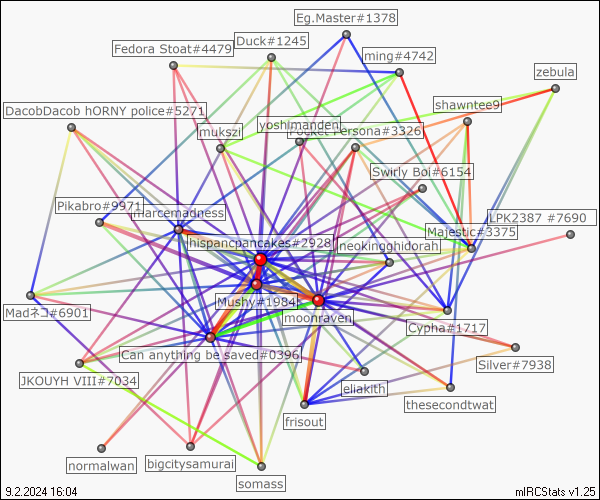 Eg.Master#1378
Duck#1245
Fedora Stoat#4479
ming#4742
zebula
shawntee9
DacobDacob hORNY police#5271
yoshimanden
Pocket Persona#3326
mukszi
Swirly Boi#6154
Pikabro#9971
Harcemadness
LPK2387 #7690
Majestic#3375
hispancpancakes#2928
neokingghidorah
Mushy#1984
Madネコ#6901
moonraven
Cypha#1717
Can anything be saved#0396
Silver#7938
JKOUYH VIII#7034
eliakith
thesecondtwat
frisout
normalwan
bigcitysamurai
somass
9.2.2024 16:04
mIRCStats v1.25